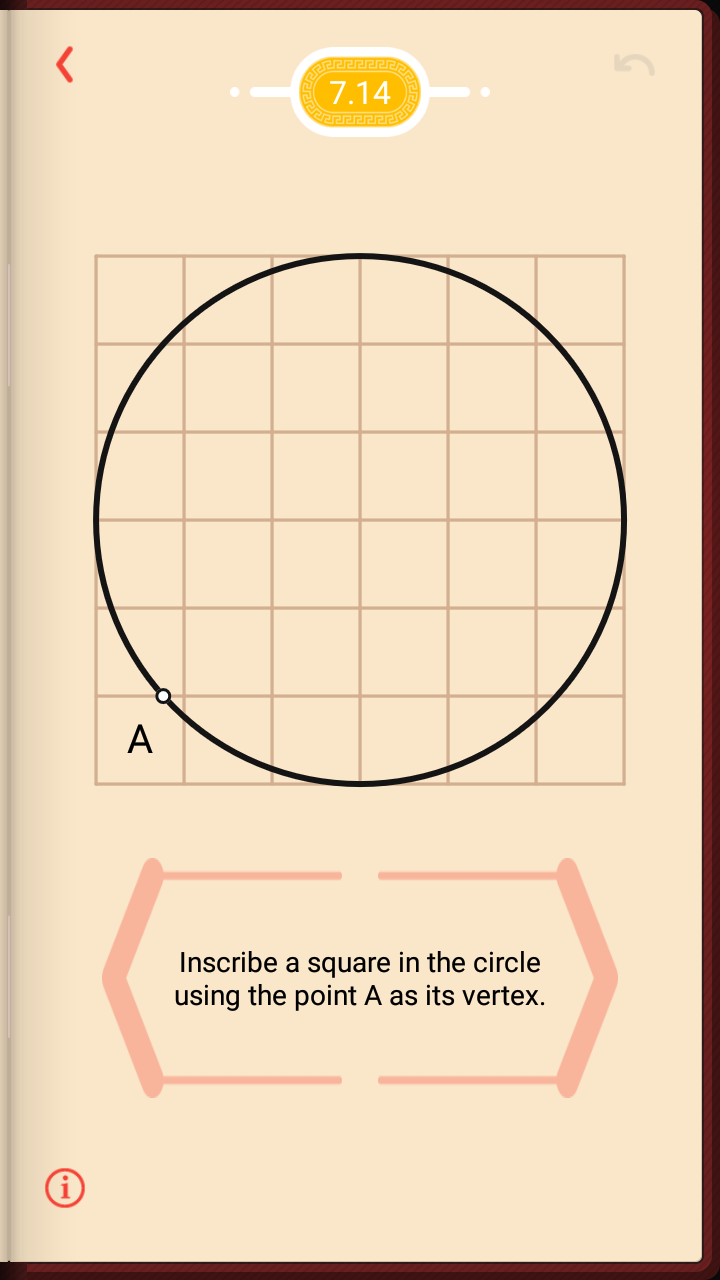 7.14
A
Inscribe a square in the circle
using the point A as its vertex.
i